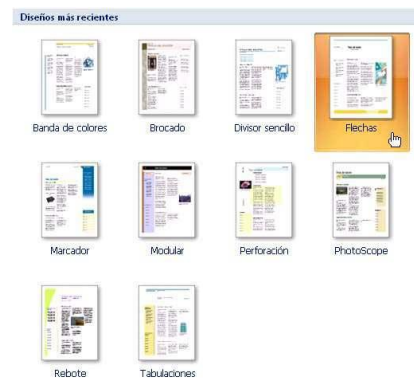 Diseños más recientes
Banda de colores Brocado Divisor sencillo Flechas
Marcador Modular Perforación PhotoScope
Rebote Tabulaciones